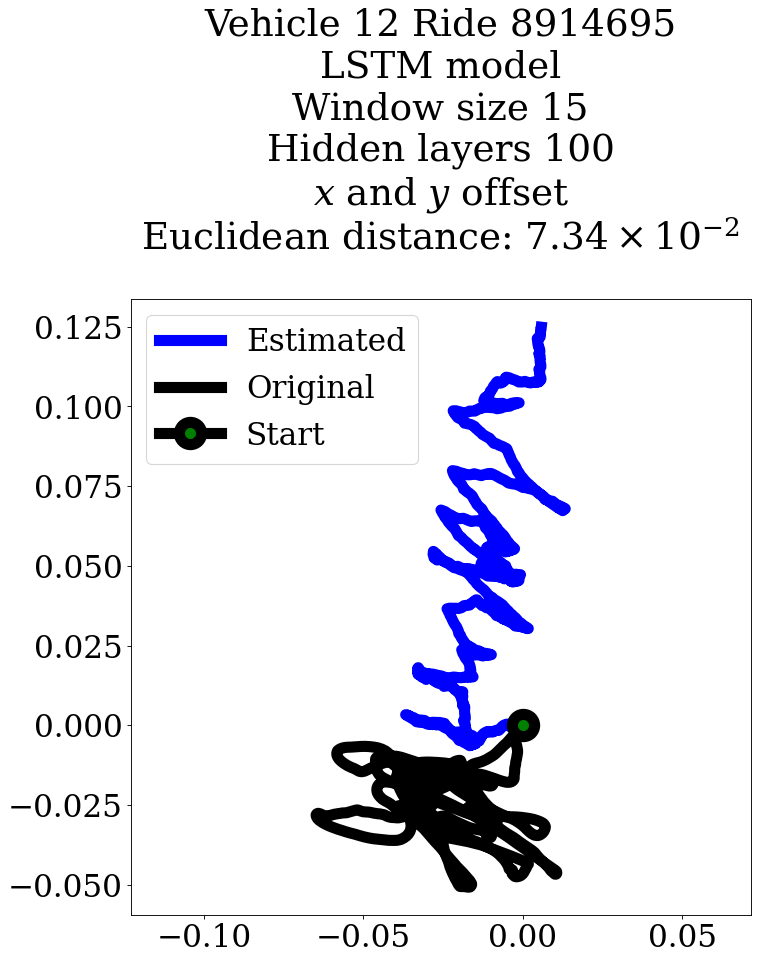 Vehicle 12 Ride 8914695
LSTM model
Window size 15
Hidden layers 100
x and y offset
Euclidean distance: 7.34 × 10⁻²
Estimated
Original
Start
0.125
0.100
0.075
0.050
0.025
0.000
−0.025
−0.050
−0.10 −0.05 0.00 0.05